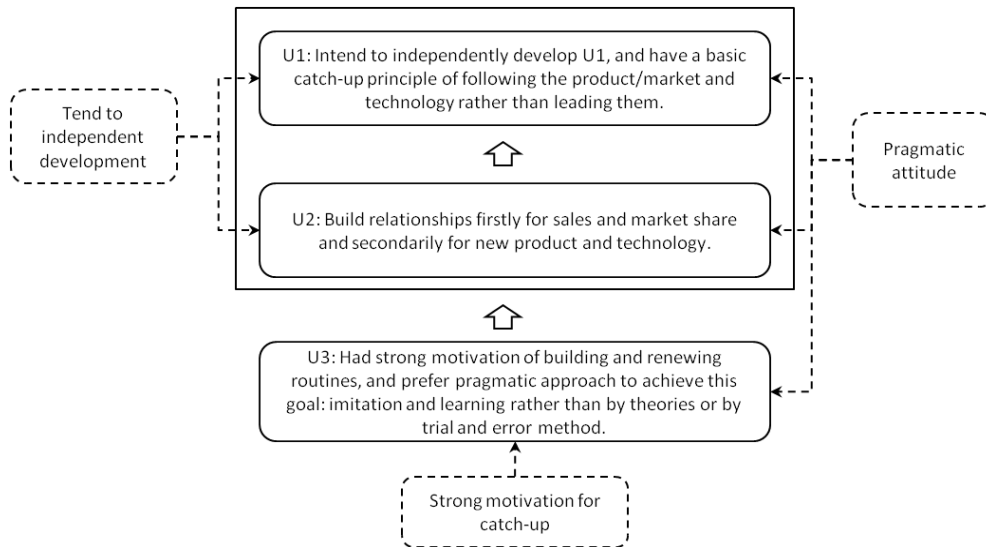 U1: Intend to independently develop U1, and have a basic
catch-up principle of following the product/market and
technology rather than leading them.
Tend to
independent
development
Pragmatic
attitude
U2: Build relationships firstly for sales and market share
and secondarily for new product and technology.
U3: Had strong motivation of building and renewing
routines, and prefer pragmatic approach to achieve this
goal: imitation and learning rather than by theories or by
trial and error method.
Strong motivation for
catch-up